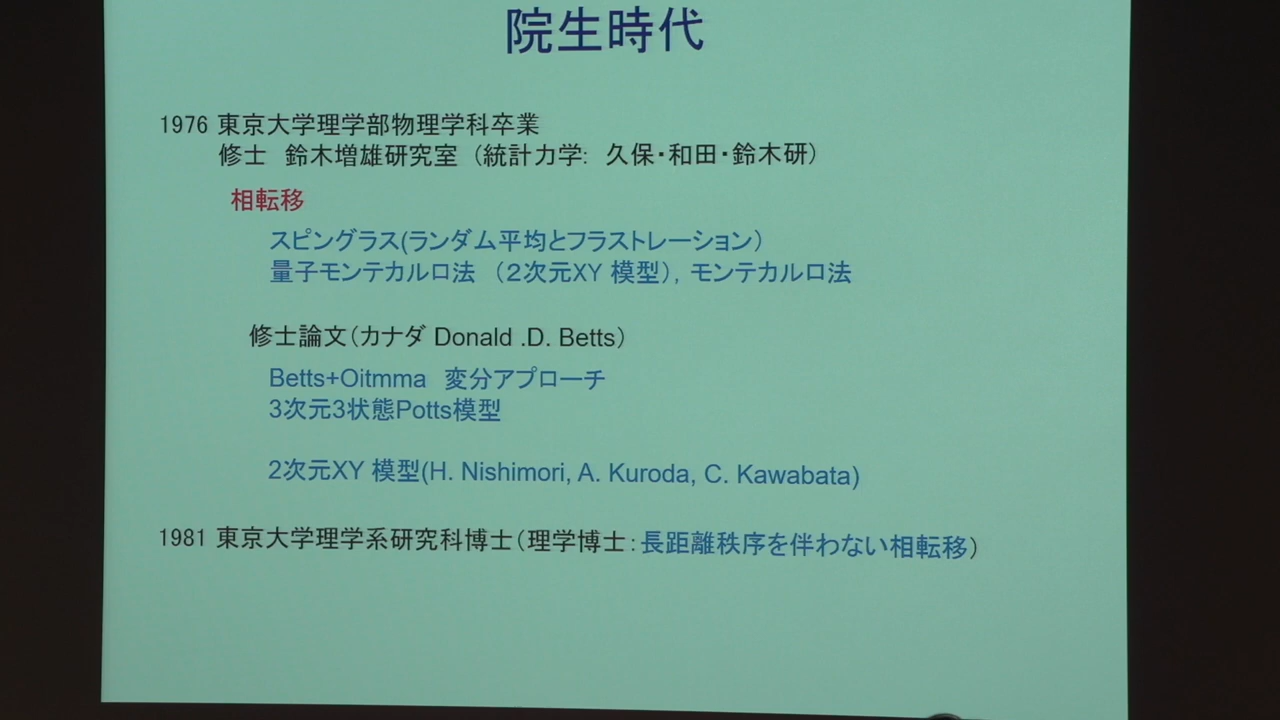 院生時代
1976 東京大学理学部物理学科卒業
修士 鈴木増雄研究室 (統計力学: 久保・和田・鈴木研)
相転移
スピングラス(ランダム平均とフラストレーション)
量子モンテカルロ法 (2次元XY 模型), モンテカルロ法
修士論文(カナダ Donald .D. Betts)
Betts+Oitmma 変分アプローチ
3次元3状態Potts模型
2次元XY 模型(H. Nishimori, A. Kuroda, C. Kawabata)
1981 東京大学理学系研究科博士(理学博士:長距離秩序を伴わない相転移)